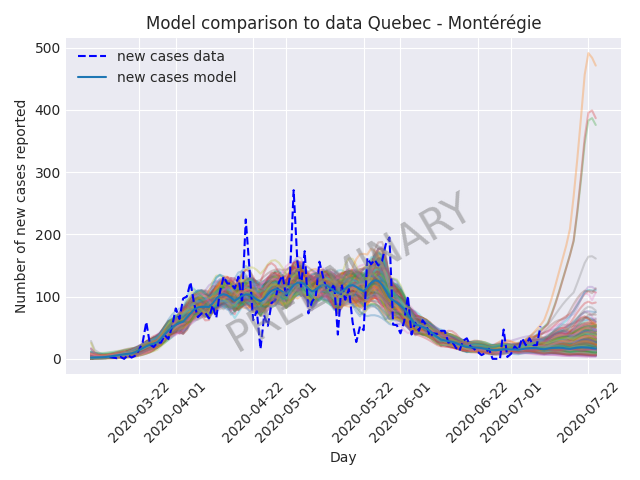 Model comparison to data Quebec - Montérégie
500
400
300
200
100
0
Number of new cases reported
new cases data
new cases model
PRELIMINARY
2020-03-22
2020-04-01
2020-04-22
2020-05-01
2020-05-22
2020-06-01
2020-06-22
2020-07-01
2020-07-22
Day